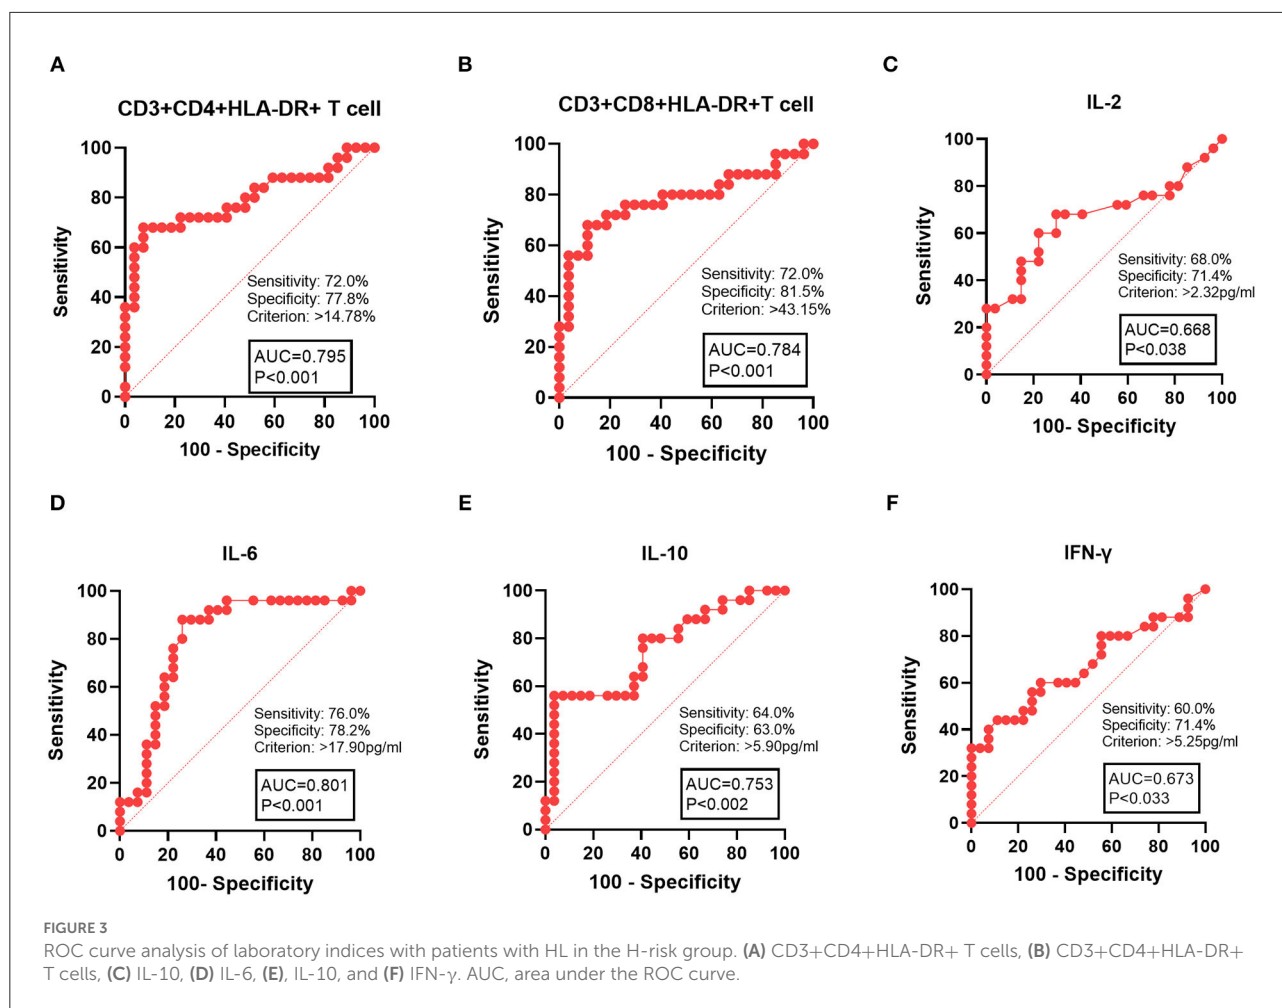 A
CD3+CD4+HLA-DR+ T cell
Sensitivity
100
80
60
40
20
0
Sensitivity: 72.0%
Specificity: 77.8%
Criterion: >14.78%
AUC=0.795
P<0.001
0 20 40 60 80 100
100 - Specificity
B
CD3+CD8+HLA-DR+T cell
Sensitivity
100
80
60
40
20
0
Sensitivity: 72.0%
Specificity: 81.5%
Criterion: >43.15%
AUC=0.784
P<0.001
0 20 40 60 80 100
100 - Specificity
C
IL-2
Sensitivity
100
80
60
40
20
0
Sensitivity: 68.0%
Specificity: 71.4%
Criterion: >2.32pg/ml
AUC=0.668
P<0.038
0 20 40 60 80 100
100- Specificity
D
IL-6
Sensitivity
100
80
60
40
20
0
Sensitivity: 76.0%
Specificity: 78.2%
Criterion: >17.90pg/ml
AUC=0.801
P<0.001
0 20 40 60 80 100
100- Specificity
E
IL-10
Sensitivity
100
80
60
40
20
0
Sensitivity: 64.0%
Specificity: 63.0%
Criterion: >5.90pg/ml
AUC=0.753
P<0.002
0 20 40 60 80 100
100 - Specificity
F
IFN-γ
Sensitivity
100
80
60
40
20
0
Sensitivity: 60.0%
Specificity: 71.4%
Criterion: >5.25pg/ml
AUC=0.673
P<0.033
0 20 40 60 80 100
100 - Specificity
FIGURE 3
ROC curve analysis of laboratory indices with patients with HL in the H-risk group. (A) CD3+CD4+HLA-DR+ T cells, (B) CD3+CD4+HLA-DR+
T cells, (C) IL-10, (D) IL-6, (E), IL-10, and (F) IFN-γ. AUC, area under the ROC curve.